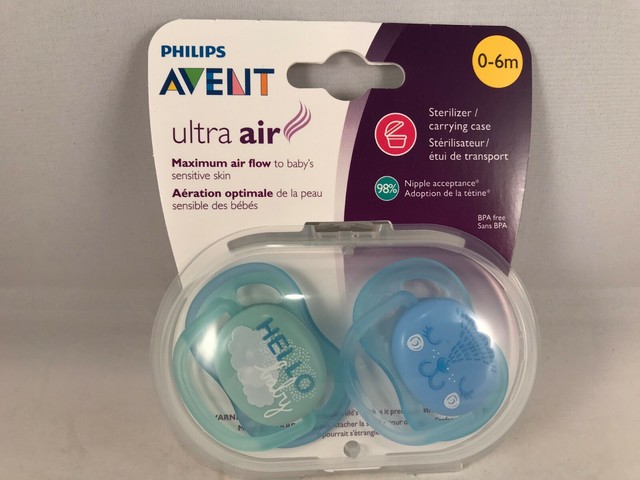 PHILIPS
AVENT
0-6m
ultra air
Maximum air flow to baby's
sensitive skin
Aération optimale de la peau
sensible des bébés
Sterilizer /
carrying case
Stérilisateur /
étui de transport
98%
Nipple acceptance*
Adoption de la tétine*
BPA free
Sans BPA
HELLO
baby